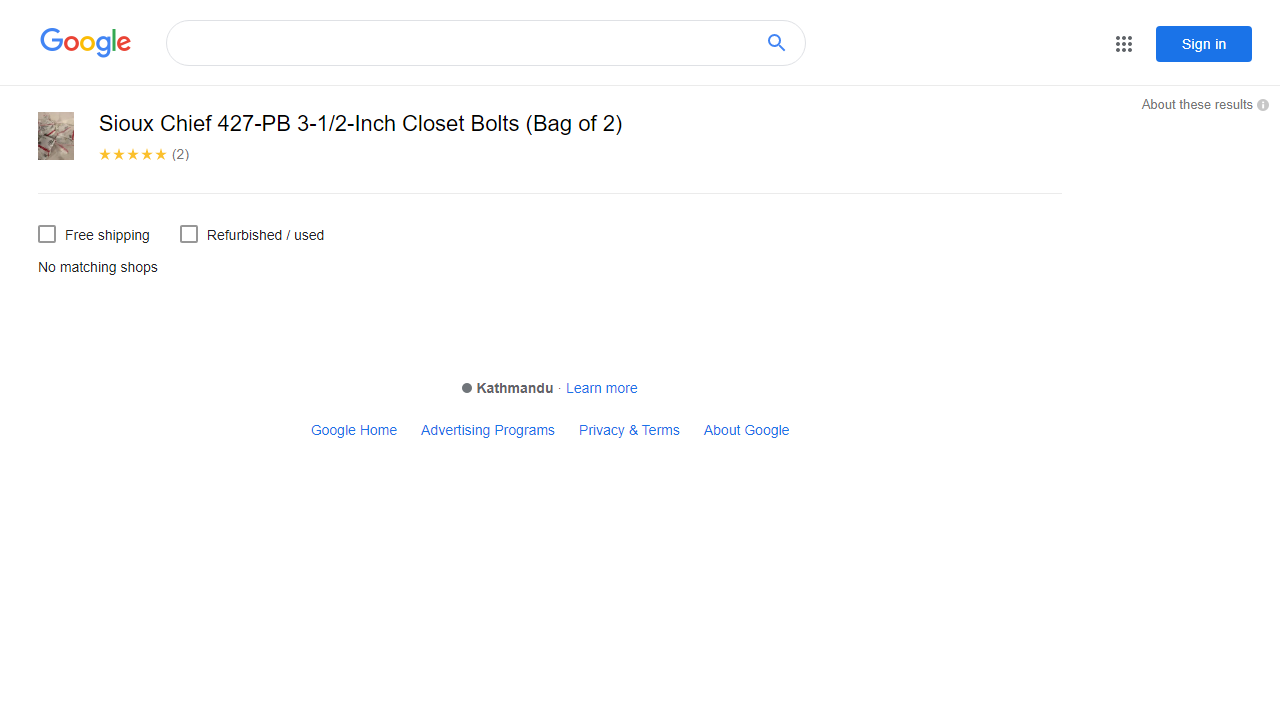 Google
Sign in
About these results
Sioux Chief 427-PB 3-1/2-Inch Closet Bolts (Bag of 2)
(2)
Free shipping Refurbished / used
No matching shops
Kathmandu · Learn more
Google Home Advertising Programs Privacy & Terms About Google